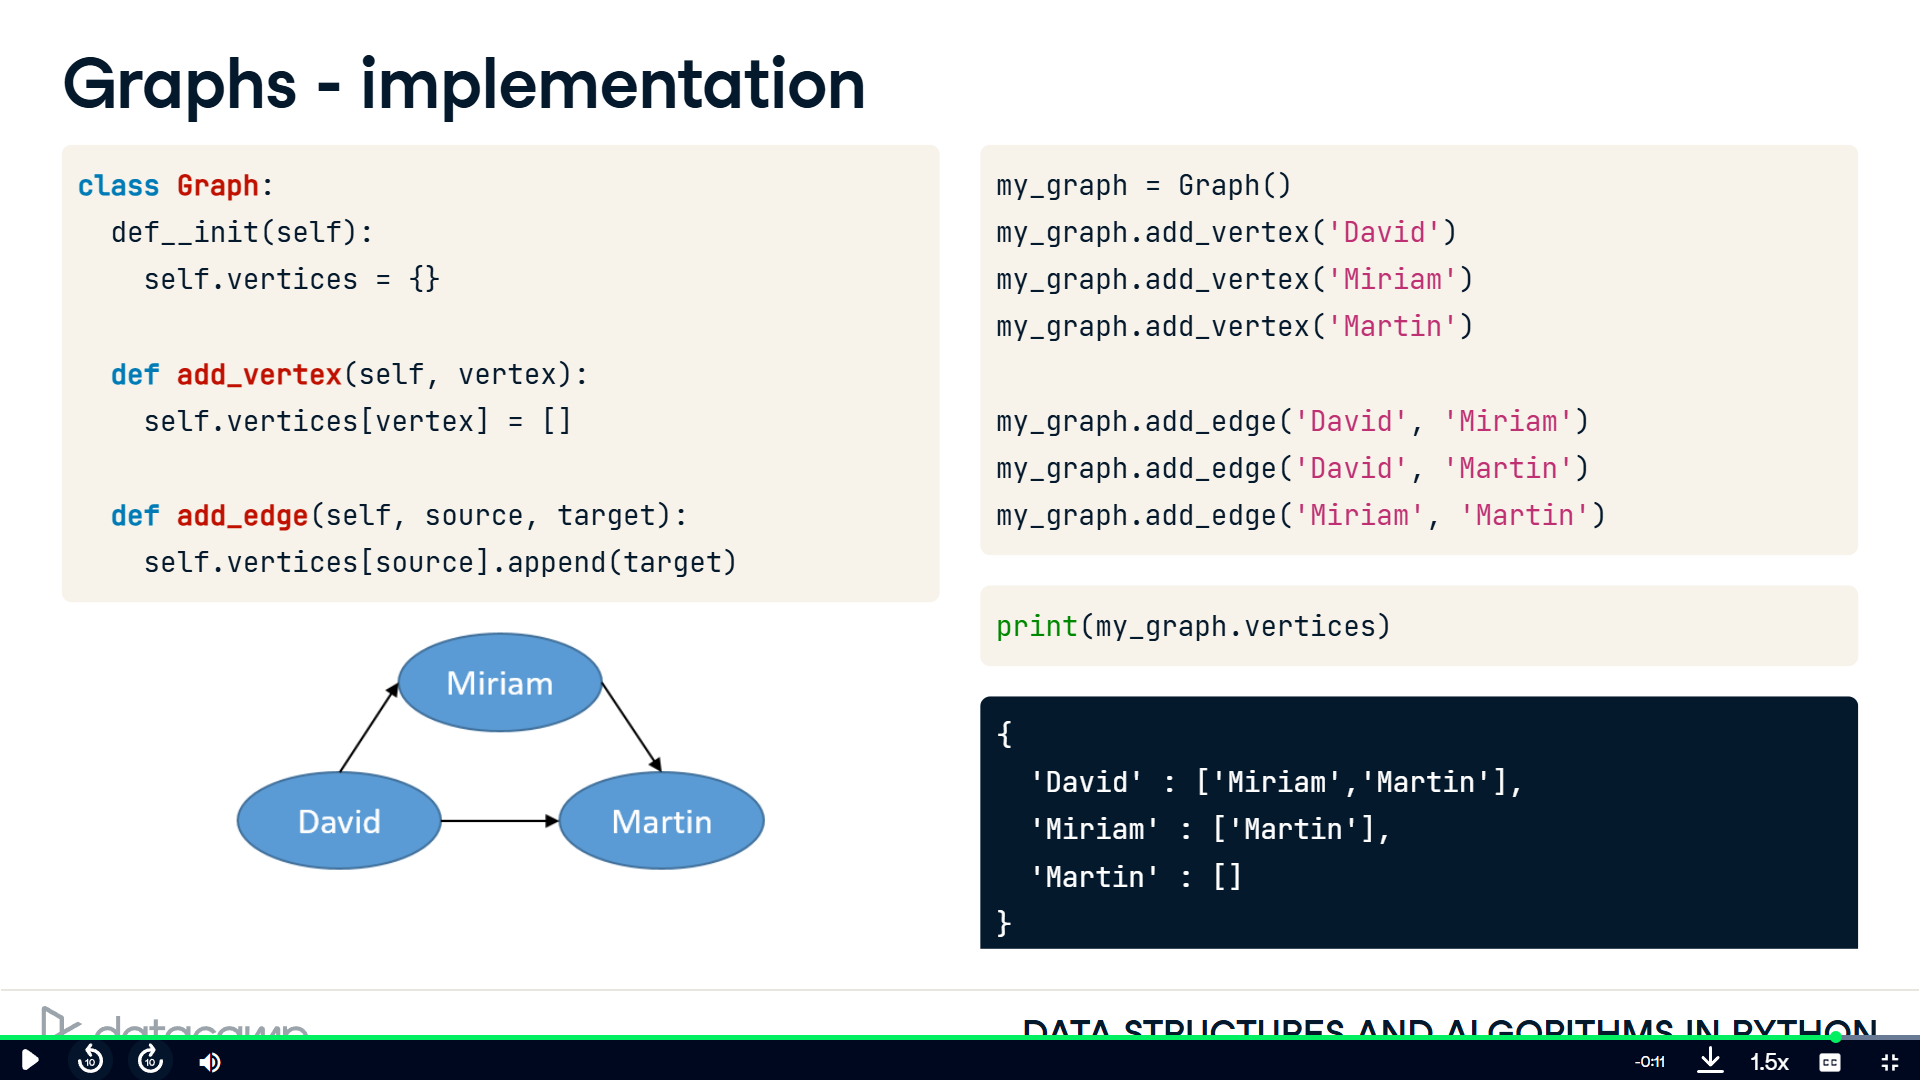 Graphs - implementation
class Graph:
  def__init(self):
    self.vertices = {}
  def add_vertex(self, vertex):
    self.vertices[vertex] = []
  def add_edge(self, source, target):
    self.vertices[source].append(target)
Miriam
David
Martin
my_graph = Graph()
my_graph.add_vertex('David')
my_graph.add_vertex('Miriam')
my_graph.add_vertex('Martin')
my_graph.add_edge('David', 'Miriam')
my_graph.add_edge('David', 'Martin')
my_graph.add_edge('Miriam', 'Martin')
print(my_graph.vertices)
{
  'David' : ['Miriam','Martin'],
  'Miriam' : ['Martin'],
  'Martin' : []
}
datacamp
DATA STRUCTURES AND ALGORITHMS IN PYTHON
10
10
-0:11
1.5x
CC